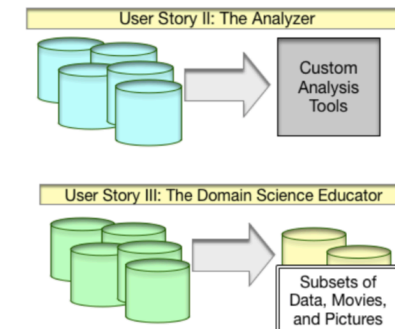 User Story II: The Analyzer
Custom
Analysis
Tools
User Story III: The Domain Science Educator
Subsets of
Data, Movies,
and Pictures